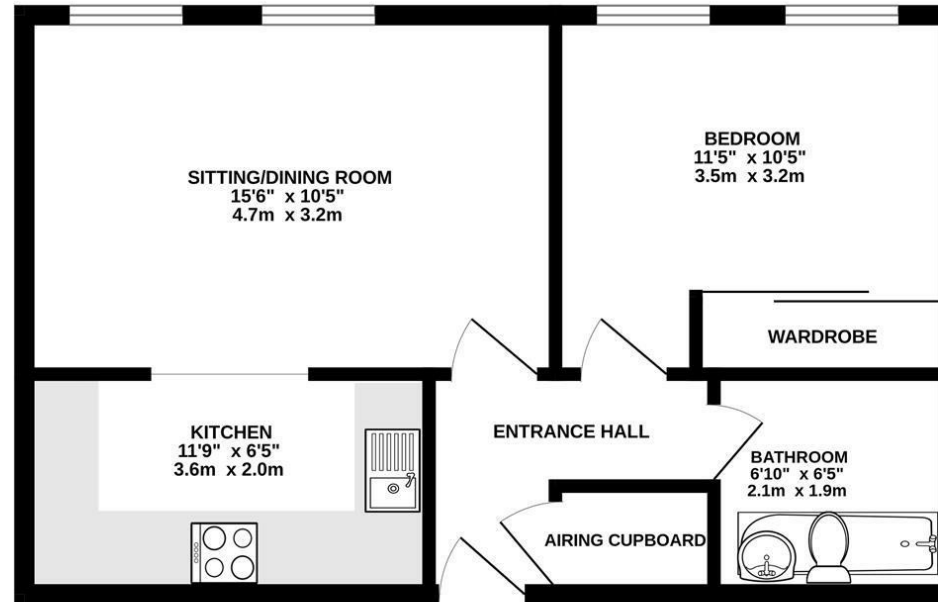 SITTING/DINING ROOM
15'6" x 10'5"
4.7m x 3.2m
BEDROOM
11'5" x 10'5"
3.5m x 3.2m
WARDROBE
KITCHEN
11'9" x 6'5"
3.6m x 2.0m
ENTRANCE HALL
BATHROOM
6'10" x 6'5"
2.1m x 1.9m
AIRING CUPBOARD